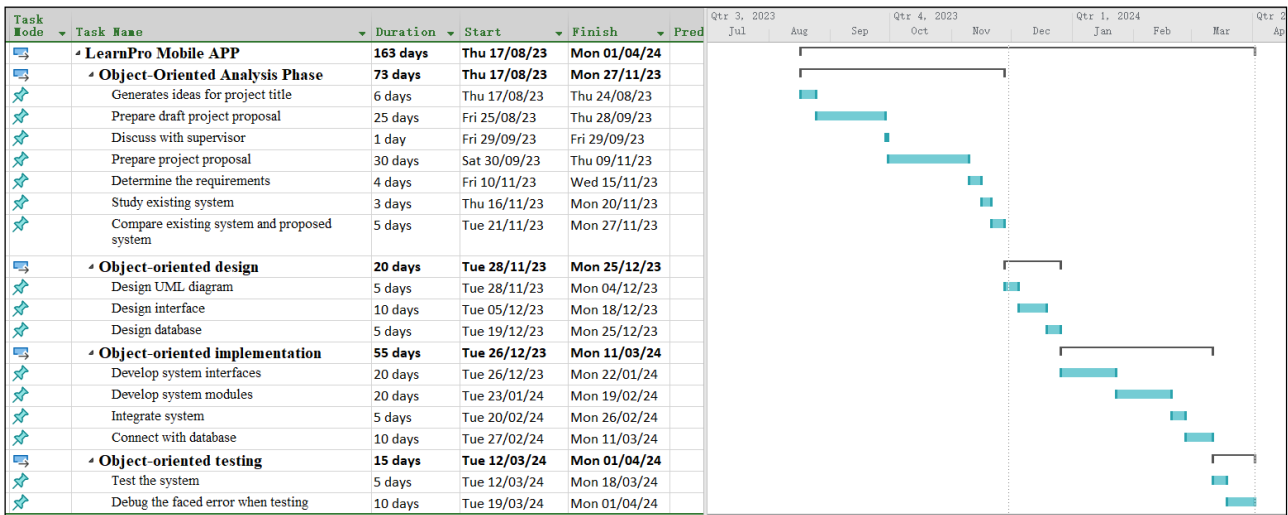 Task Mode Task Name Duration Start Finish Pred
Qtr 3, 2023 Qtr 4, 2023 Qtr 1, 2024 Qtr 2
Jul Aug Sep Oct Nov Dec Jan Feb Mar Ap
LearnPro Mobile APP 163 days Thu 17/08/23 Mon 01/04/24
Object-Oriented Analysis Phase 73 days Thu 17/08/23 Mon 27/11/23
Generates ideas for project title 6 days Thu 17/08/23 Thu 24/08/23
Prepare draft project proposal 25 days Fri 25/08/23 Thu 28/09/23
Discuss with supervisor 1 day Fri 29/09/23 Fri 29/09/23
Prepare project proposal 30 days Sat 30/09/23 Thu 09/11/23
Determine the requirements 4 days Fri 10/11/23 Wed 15/11/23
Study existing system 3 days Thu 16/11/23 Mon 20/11/23
Compare existing system and proposed system 5 days Tue 21/11/23 Mon 27/11/23
Object-oriented design 20 days Tue 28/11/23 Mon 25/12/23
Design UML diagram 5 days Tue 28/11/23 Mon 04/12/23
Design interface 10 days Tue 05/12/23 Mon 18/12/23
Design database 5 days Tue 19/12/23 Mon 25/12/23
Object-oriented implementation 55 days Tue 26/12/23 Mon 11/03/24
Develop system interfaces 20 days Tue 26/12/23 Mon 22/01/24
Develop system modules 20 days Tue 23/01/24 Mon 19/02/24
Integrate system 5 days Tue 20/02/24 Mon 26/02/24
Connect with database 10 days Tue 27/02/24 Mon 11/03/24
Object-oriented testing 15 days Tue 12/03/24 Mon 01/04/24
Test the system 5 days Tue 12/03/24 Mon 18/03/24
Debug the faced error when testing 10 days Tue 19/03/24 Mon 01/04/24